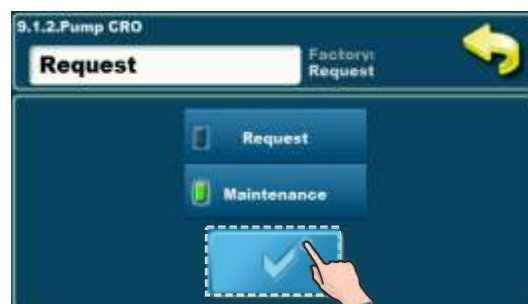 9.1.2.Pump CRO
Request
Factory:
Request
Request
Maintenance